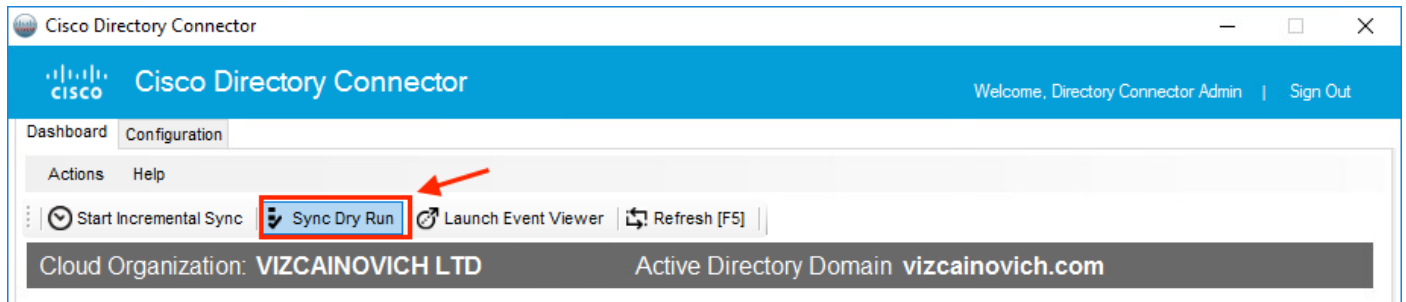 Cisco Directory Connector
cisco Cisco Directory Connector Welcome, Directory Connector Admin | Sign Out
Dashboard Configuration
Actions Help
Start Incremental Sync Sync Dry Run Launch Event Viewer Refresh [F5]
Cloud Organization: VIZCAINOVICH LTD Active Directory Domain vizcainovich.com